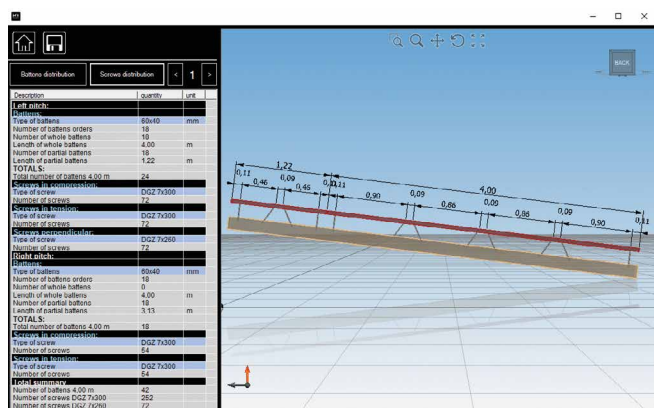 Battens distribution
Screws distribution
<
1
>
Description quantity unit
Left pitch:
Battens:
Type of battens 60x40 mm
Number of battens orders 18
Number of whole battens 18
Length of whole battens 4,00 m
Number of partial battens 18
Length of partial battens 1,22 m
TOTALS:
Total number of battens 4,00 m 24
Screws in compression:
Type of screw DGZ 7x300
Number of screws 72
Screws in tension:
Type of screw DGZ 7x300
Number of screws 72
Screws perpendicular:
Type of screw DGZ 7x260
Number of screws 72
Right pitch:
Battens:
Type of battens 60x40 mm
Number of battens orders 18
Number of whole battens 0
Length of whole battens 4,00 m
Number of partial battens 18
Length of partial battens 3,13 m
TOTALS:
Total number of battens 4,00 m 18
Screws in compression:
Type of screw DGZ 7x300
Number of screws 54
Screws in tension:
Type of screw DGZ 7x300
Number of screws 54
Total summary
Number of battens 4,00 m 42
Number of screws DGZ 7x300 252
Number of screws DGZ 7x260 72
BACK
1,22
4,00
0,11
0,46
0,09
0,46
0,11
0,90
0,09
0,86
0,09
0,86
0,09
0,90
0,11